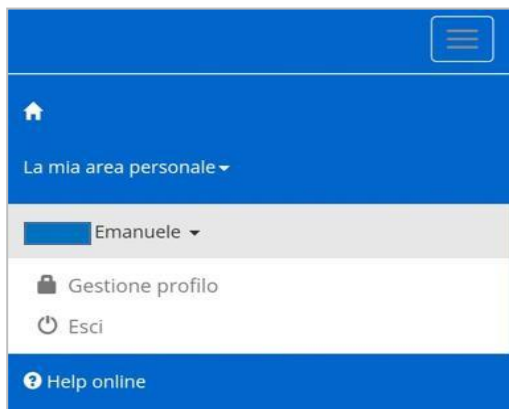 La mia area personale
Emanuele
Gestione profilo
Esci
Help online